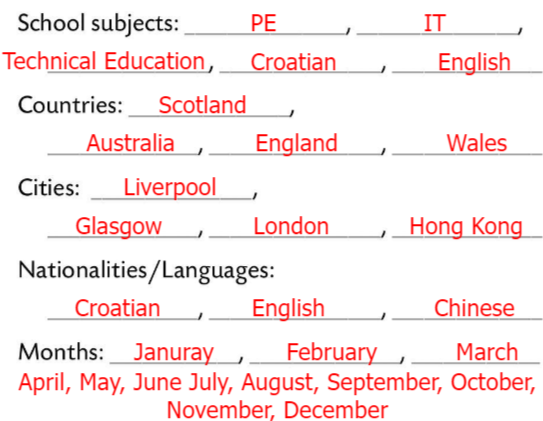 School subjects: PE, IT,
Technical Education, Croatian, English
Countries: Scotland,
Australia, England, Wales
Cities: Liverpool,
Glasgow, London, Hong Kong
Nationalities/Languages:
Croatian, English, Chinese
Months: Januray, February, March
April, May, June July, August, September, October,
November, December